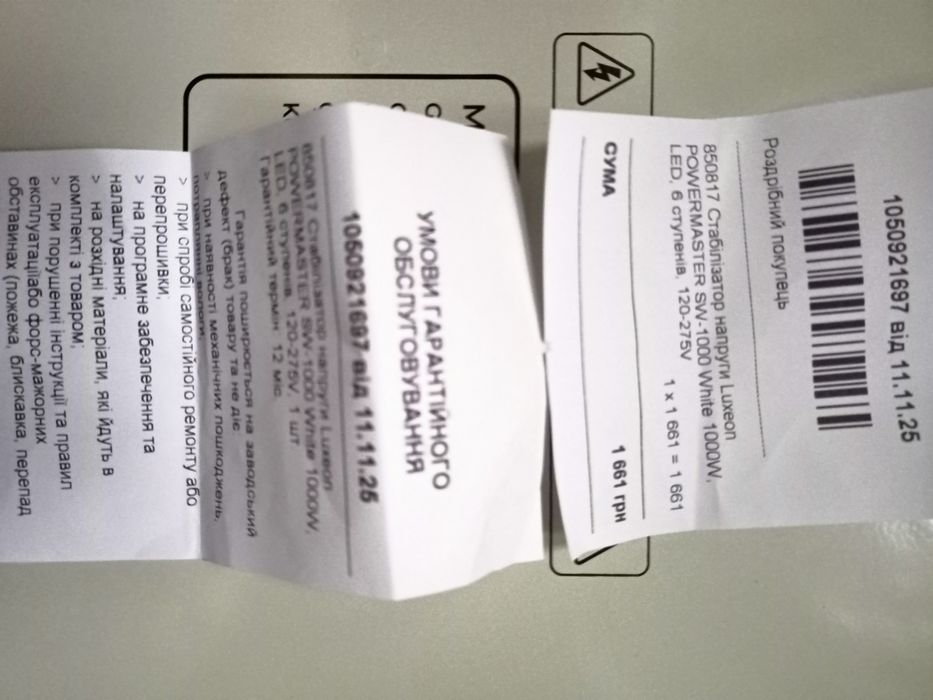 1050921697 від 11.11.25
Роздрібний покупець
850817 Стабілізатор напруги Luxeon
POWERMASTER SW-1000 White 1000W,
LED, 6 ступенів, 120-275V
1 x 1 661 = 1 661
СУМА 1 661 грн
УМОВИ ГАРАНТІЙНОГО
ОБСЛУГОВУВАННЯ
1050921697 від 11.11.25
850817 Стабілізатор напруги Luxeon
POWERMASTER SW-1000 White 1000W,
LED, 6 ступенів, 120-275V, 1 шт
Гарантійний термін: 12 міс.
Гарантія поширюється на заводський
дефект (брак) товару та не діє:
> при наявності механічних пошкоджень,
потрапляння вологи;
> при спробі самостійного ремонту або
перепрошивки;
> на програмне забезпечення та
налаштування;
> на розхідні матеріали, які йдуть в
комплекті з товаром;
> при порушенні інструкції та правил
експлуатаціїабо форс-мажорних
обставинах (пожежа, блискавка, перепад
М
С
С
С
К